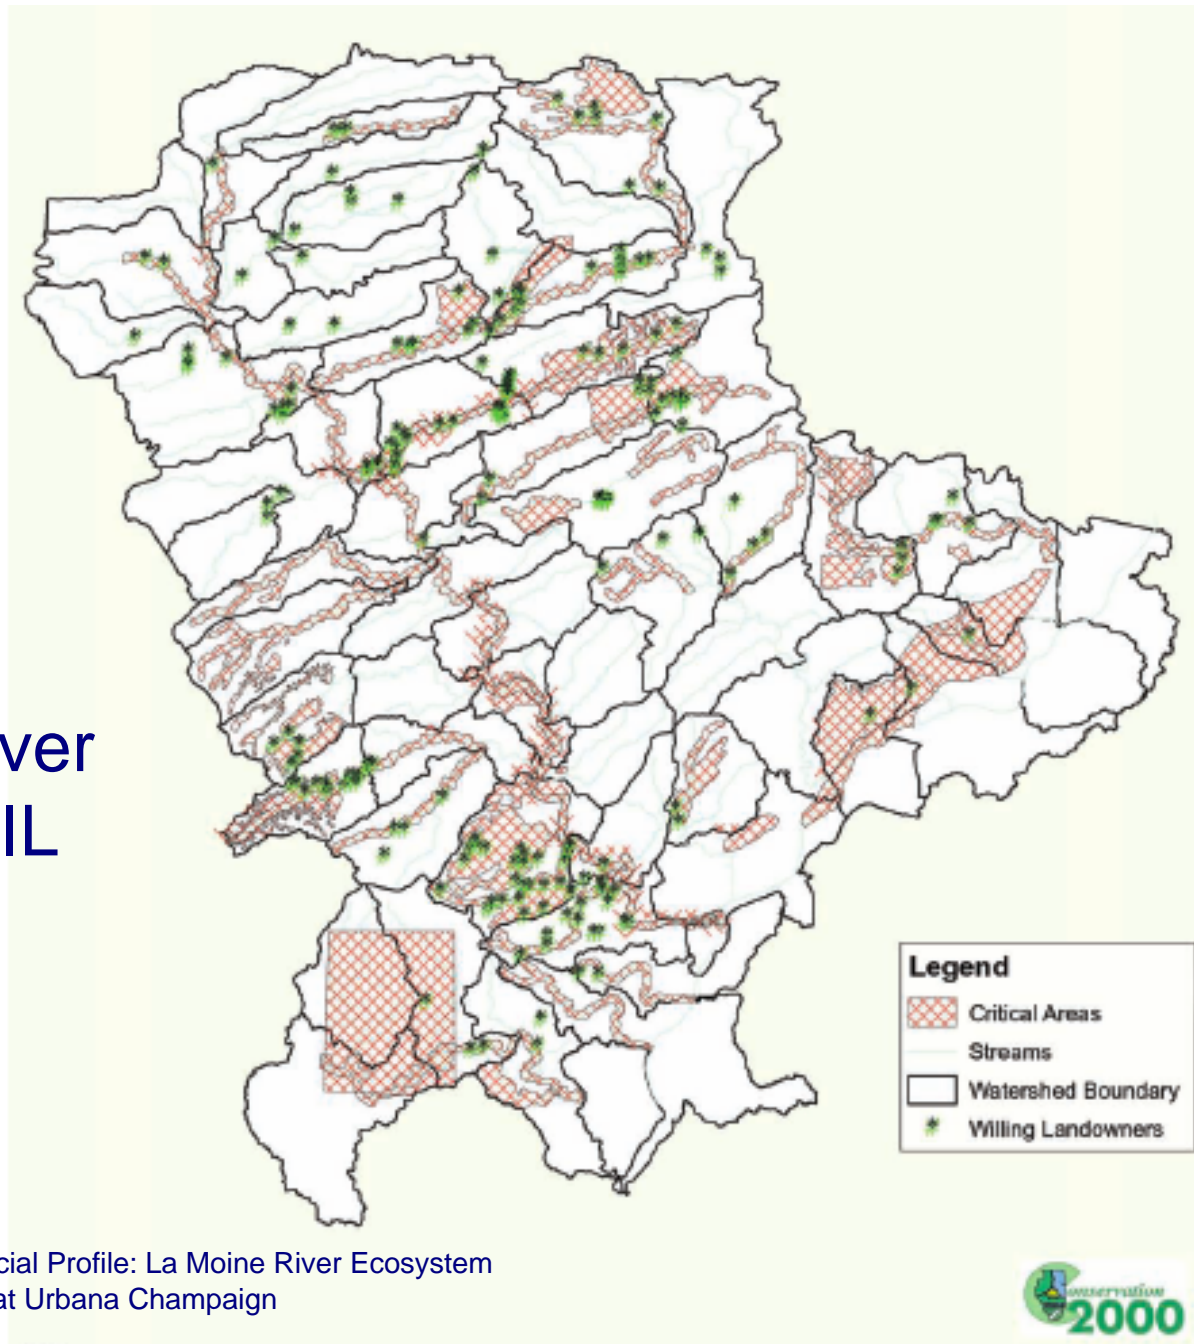 ver
IL
Legend
Critical Areas
Streams
Watershed Boundary
Willing Landowners
cial Profile: La Moine River Ecosystem
at Urbana Champaign
Conservation
2000